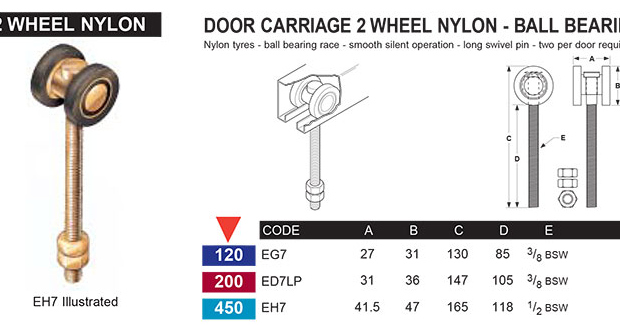 2 WHEEL NYLON
DOOR CARRIAGE 2 WHEEL NYLON - BALL
Nylon tyres - ball bearing race - smooth silent operation - long swivel pin - two per door
A
B
C
D
E
CODE A B C D E
120 EG7 27 31 130 85 3/8 BSW
200 ED7LP 31 36 147 105 3/8 BSW
450 EH7 41.5 47 165 118 1/2 BSW
EH7 Illustrated